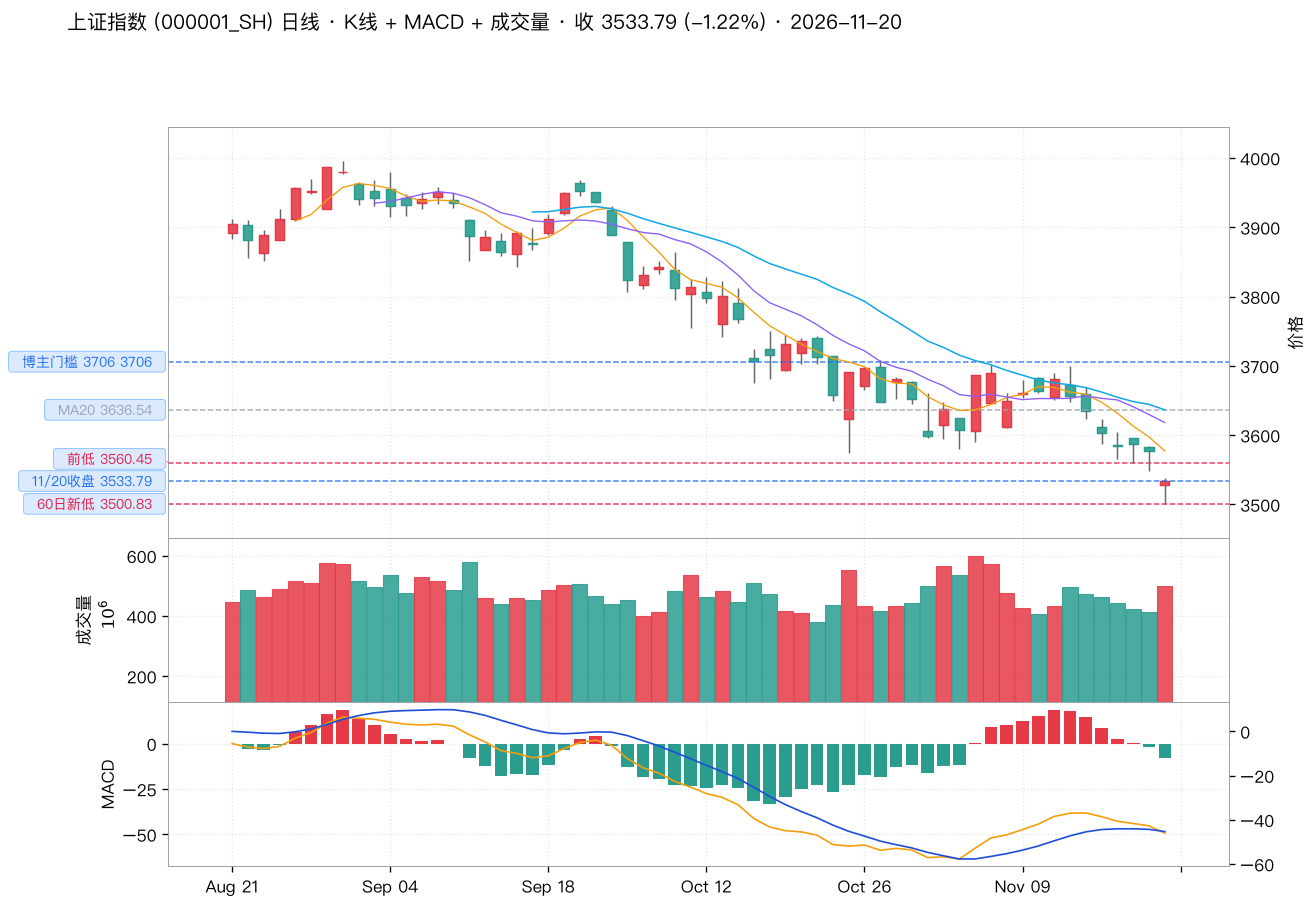 上证指数 (000001_SH) 日线 · K线 + MACD + 成交量 · 收 3533.79 (−1.22%) · 2026−11−20
4000
3900
3800
3700
3600
3500
价格
博主门槛 3706 3706
MA20 3636.54
前低 3560.45
11/20收盘 3533.79
60日新低 3500.83
600
400
200
成交量
10⁶
0
−25
−50
MACD
0
−20
−40
−60
Aug 21
Sep 04
Sep 18
Oct 12
Oct 26
Nov 09